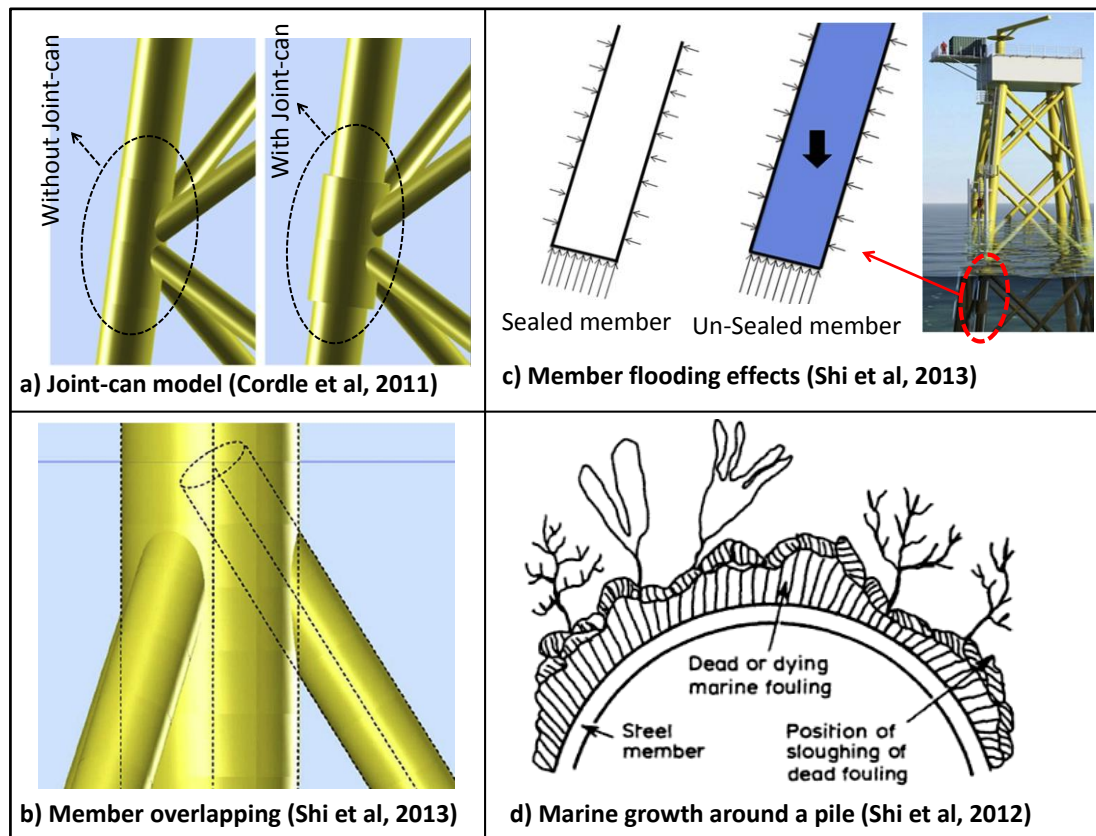 Without Joint-can
With Joint-can
a) Joint-can model (Cordle et al, 2011)
Sealed member
Un-Sealed member
c) Member flooding effects (Shi et al, 2013)
b) Member overlapping (Shi et al, 2013)
Dead or dying
marine fouling
Steel
member
Position of
sloughing of
dead fouling
d) Marine growth around a pile (Shi et al, 2012)